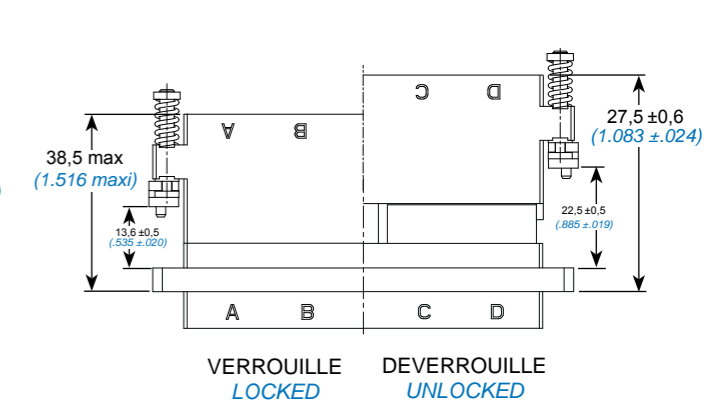 C D
A B
27,5 ±0,6
(1.083 ±.024)
38,5 max
(1.516 maxi)
22,5 ±0,5
(.885 ±.019)
13,6 ±0,5
(.535 ±.020)
A B C D
VERROUILLE DEVERROUILLE
LOCKED UNLOCKED